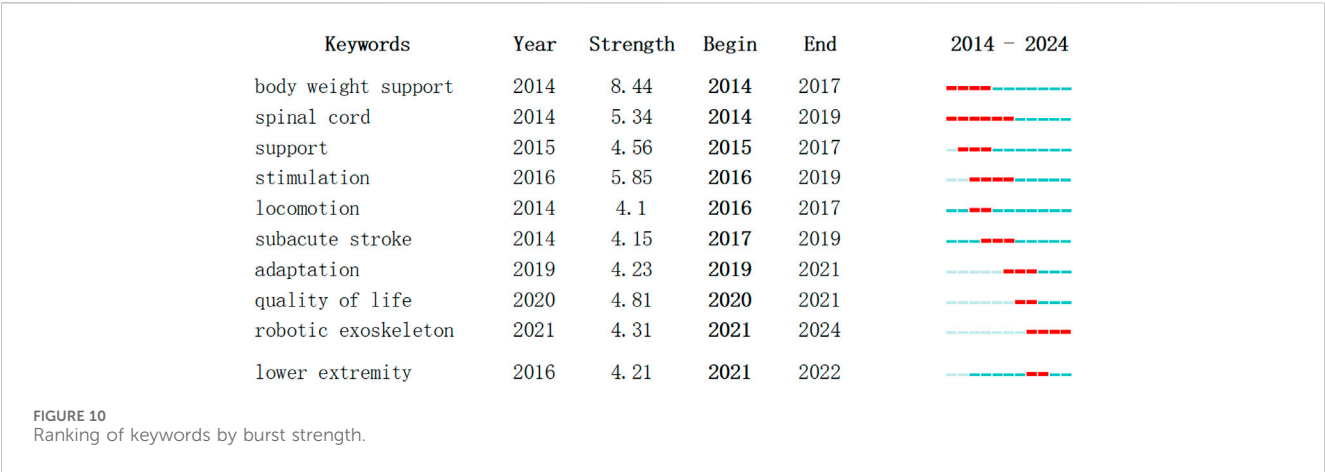 Keywords Year Strength Begin End 2014 - 2024
body weight support 2014 8.44 2014 2017
spinal cord 2014 5.34 2014 2019
support 2015 4.56 2015 2017
stimulation 2016 5.85 2016 2019
locomotion 2014 4.1 2016 2017
subacute stroke 2014 4.15 2017 2019
adaptation 2019 4.23 2019 2021
quality of life 2020 4.81 2020 2021
robotic exoskeleton 2021 4.31 2021 2024
lower extremity 2016 4.21 2021 2022
FIGURE 10
Ranking of keywords by burst strength.